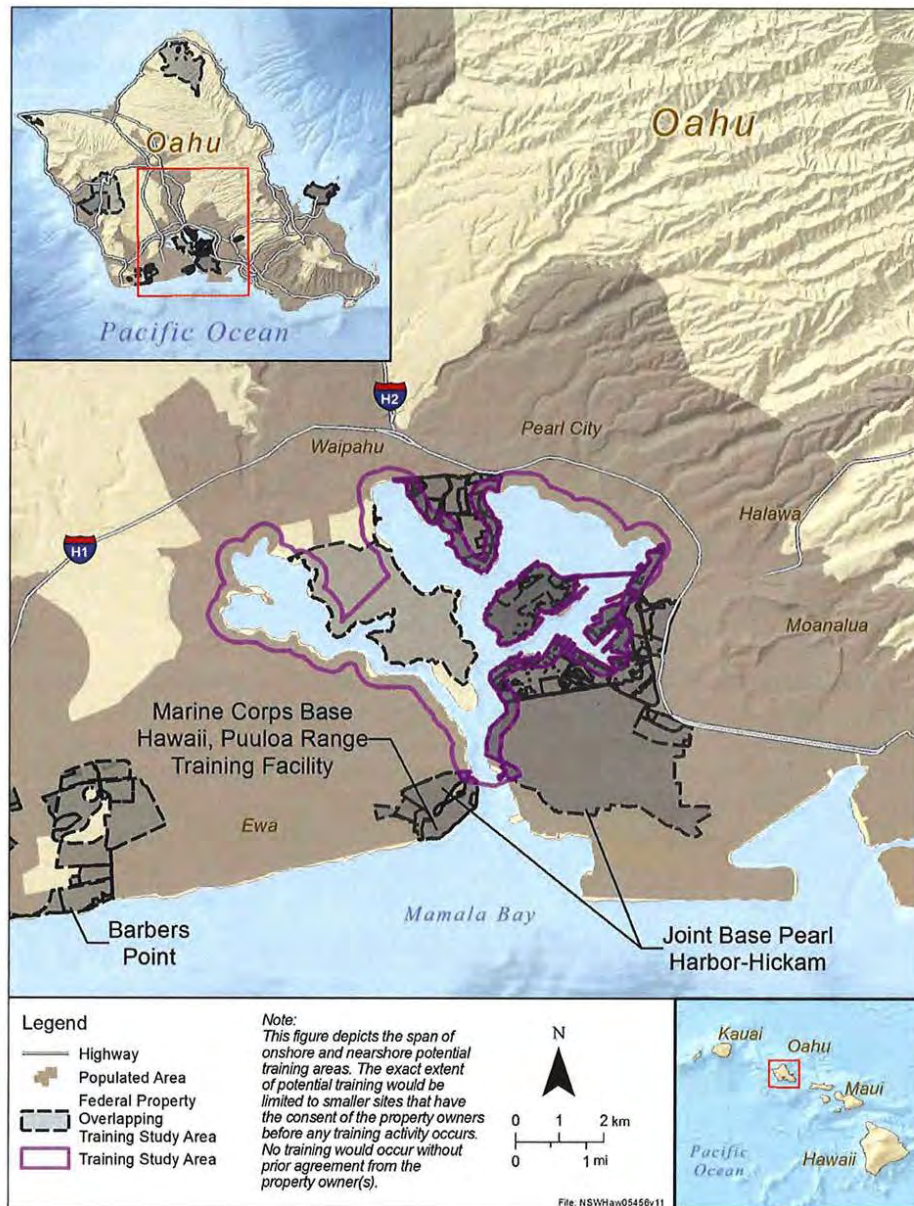 Oahu
Pacific Ocean
Oahu
H2
Waipahu
Pearl City
H1
Halawa
Moanalua
Marine Corps Base
Hawaii, Puuloa Range
Training Facility
Ewa
Mamala Bay
Barbers
Point
Joint Base Pearl
Harbor-Hickam
Legend
Highway
Populated Area
Federal Property
Overlapping
Training Study Area
Training Study Area
Note:
This figure depicts the span of
onshore and nearshore potential
training areas. The exact extent
of potential training would be
limited to smaller sites that have
the consent of the property owners
before any training activity occurs.
No training would occur without
prior agreement from the
property owner(s).
N
0 1 2 km
0 1 mi
File: NSWHaw05456v11
Kauai
Oahu
Maui
Pacific
Ocean
Hawaii